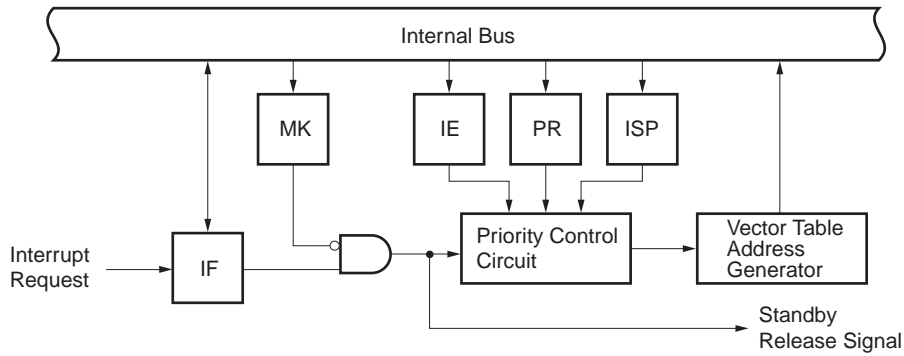 Internal Bus
MK
IE
PR
ISP
Interrupt
Request
IF
Priority Control
Circuit
Vector Table
Address
Generator
Standby
Release Signal